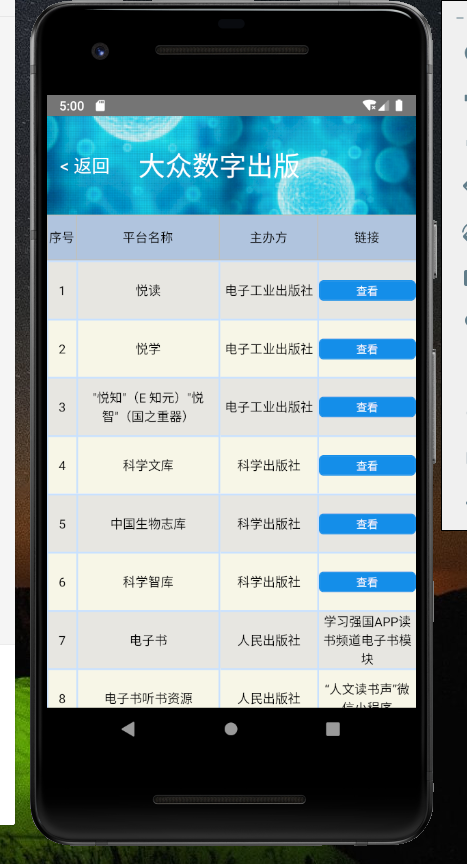 5:00
< 返回 大众数字出版
序号 平台名称 主办方 链接
1 悦读 电子工业出版社 查看
2 悦学 电子工业出版社 查看
3 "悦知"（E 知元）"悦 电子工业出版社 查看
智"（国之重器）
4 科学文库 科学出版社 查看
5 中国生物志库 科学出版社 查看
6 科学智库 科学出版社 查看
7 电子书 人民出版社 学习强国APP读
书频道电子书模
块
8 电子书听书资源 人民出版社 “人文读书声”微
信小程序